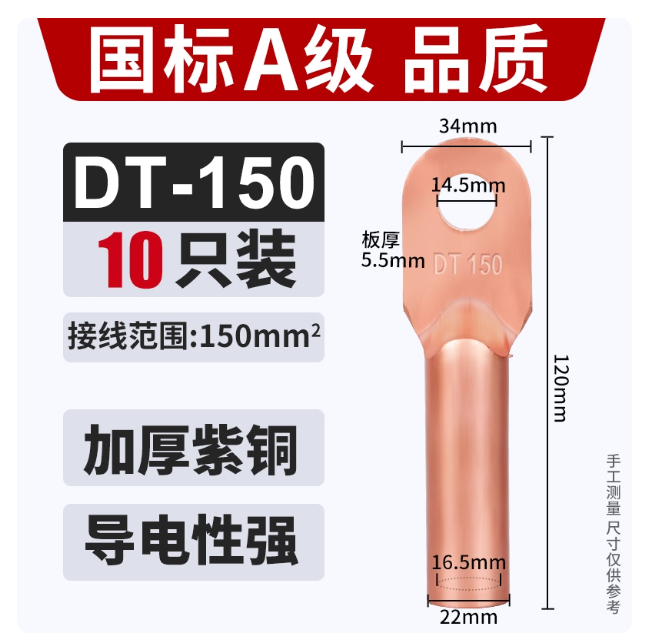 国标A级 品质
DT-150
10只装
接线范围:150mm²
加厚紫铜
导电性强
34mm
14.5mm
板厚
5.5mm
DT 150
120mm
16.5mm
22mm
手工测量 尺寸仅供参考